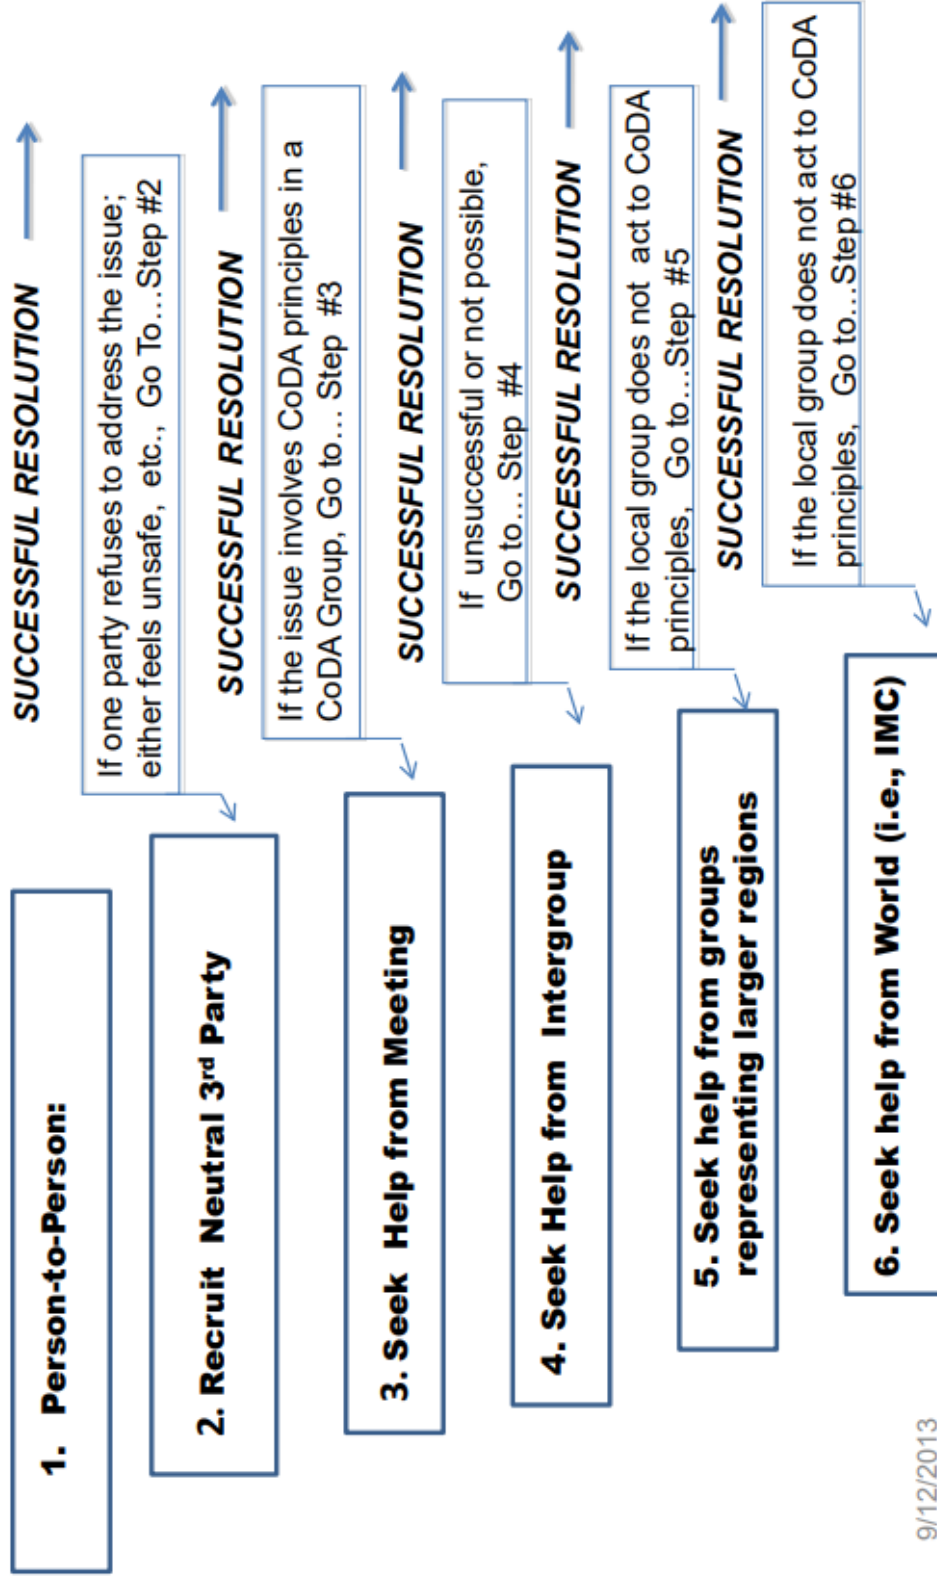 1. Person-to-Person:
SUCCESSFUL RESOLUTION
If one party refuses to address the issue;
either feels unsafe, etc., Go To...Step #2
2. Recruit Neutral 3rd Party
SUCCESSFUL RESOLUTION
If the issue involves CoDA principles in a
CoDA Group, Go to... Step #3
3. Seek Help from Meeting
SUCCESSFUL RESOLUTION
If unsuccessful or not possible,
Go to... Step #4
4. Seek Help from Intergroup
SUCCESSFUL RESOLUTION
If the local group does not act to CoDA
principles, Go to...Step #5
5. Seek help from groups
representing larger regions
SUCCESSFUL RESOLUTION
If the local group does not act to CoDA
principles, Go to...Step #6
6. Seek help from World (i.e., IMC)
9/12/2013